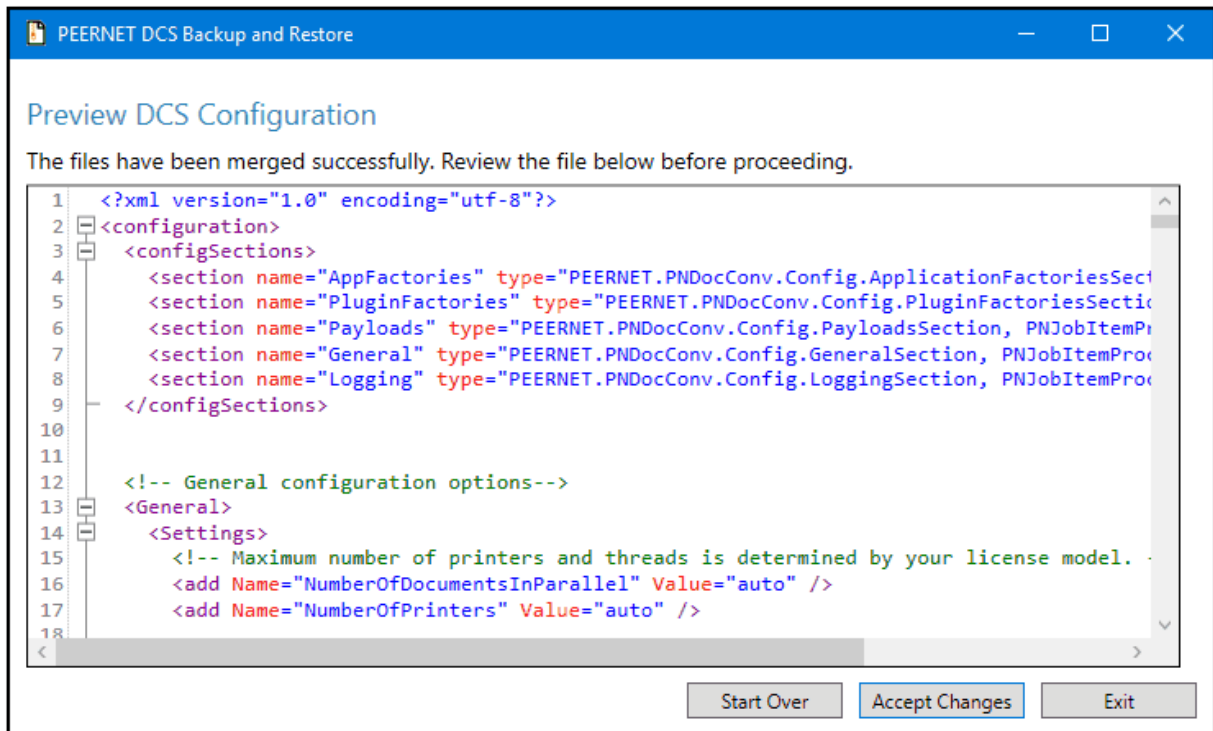 PEERNET DCS Backup and Restore
Preview DCS Configuration
The files have been merged successfully. Review the file below before proceeding.
1 <?xml version="1.0" encoding="utf-8"?>
2 <configuration>
3 <configSections>
4 <section name="AppFactories" type="PEERNET.PNDocConv.Config.ApplicationFactoriesSect
5 <section name="PluginFactories" type="PEERNET.PNDocConv.Config.PluginFactoriesSectio
6 <section name="Payloads" type="PEERNET.PNDocConv.Config.PayloadsSection, PNJobItemPr
7 <section name="General" type="PEERNET.PNDocConv.Config.GeneralSection, PNJobItemProc
8 <section name="Logging" type="PEERNET.PNDocConv.Config.LoggingSection, PNJobItemProc
9 </configSections>
10
11
12 <!-- General configuration options-->
13 <General>
14 <Settings>
15 <!-- Maximum number of printers and threads is determined by your license model. -
16 <add Name="NumberOfDocumentsInParallel" Value="auto" />
17 <add Name="NumberOfPrinters" Value="auto" />
18
Start Over Accept Changes Exit